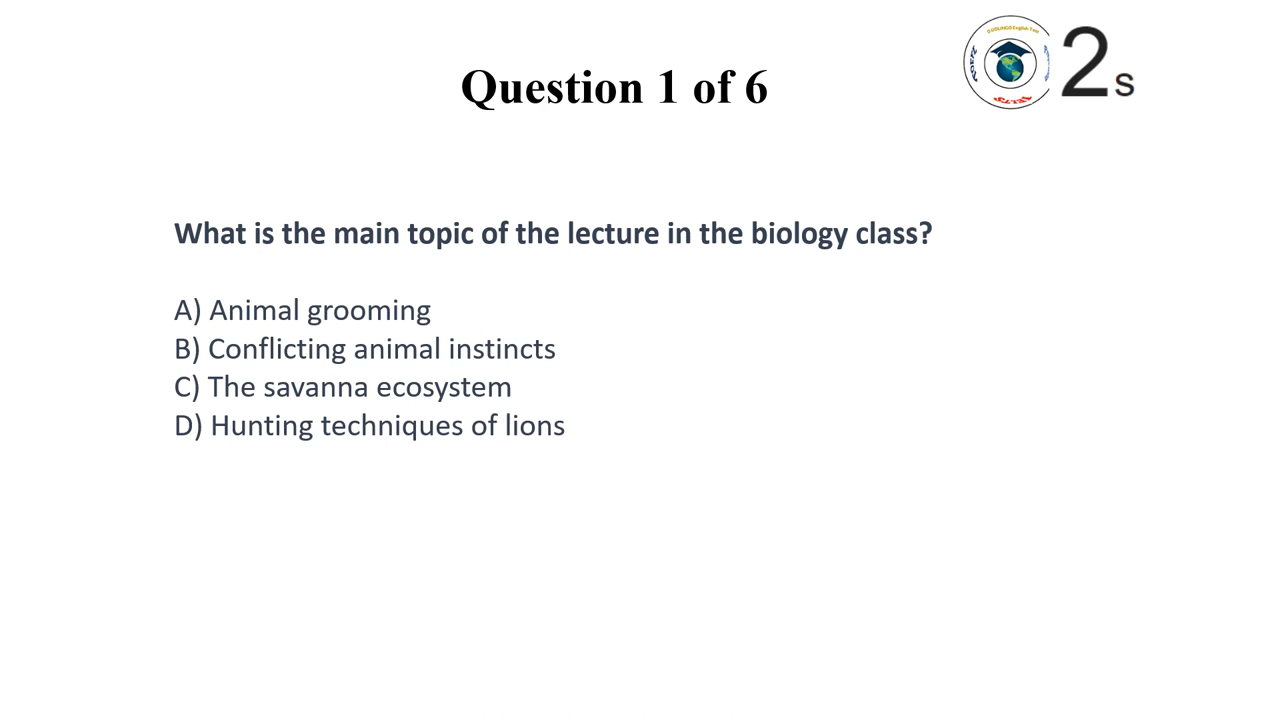 Question 1 of 6
2s
What is the main topic of the lecture in the biology class?
A) Animal grooming
B) Conflicting animal instincts
C) The savanna ecosystem
D) Hunting techniques of lions